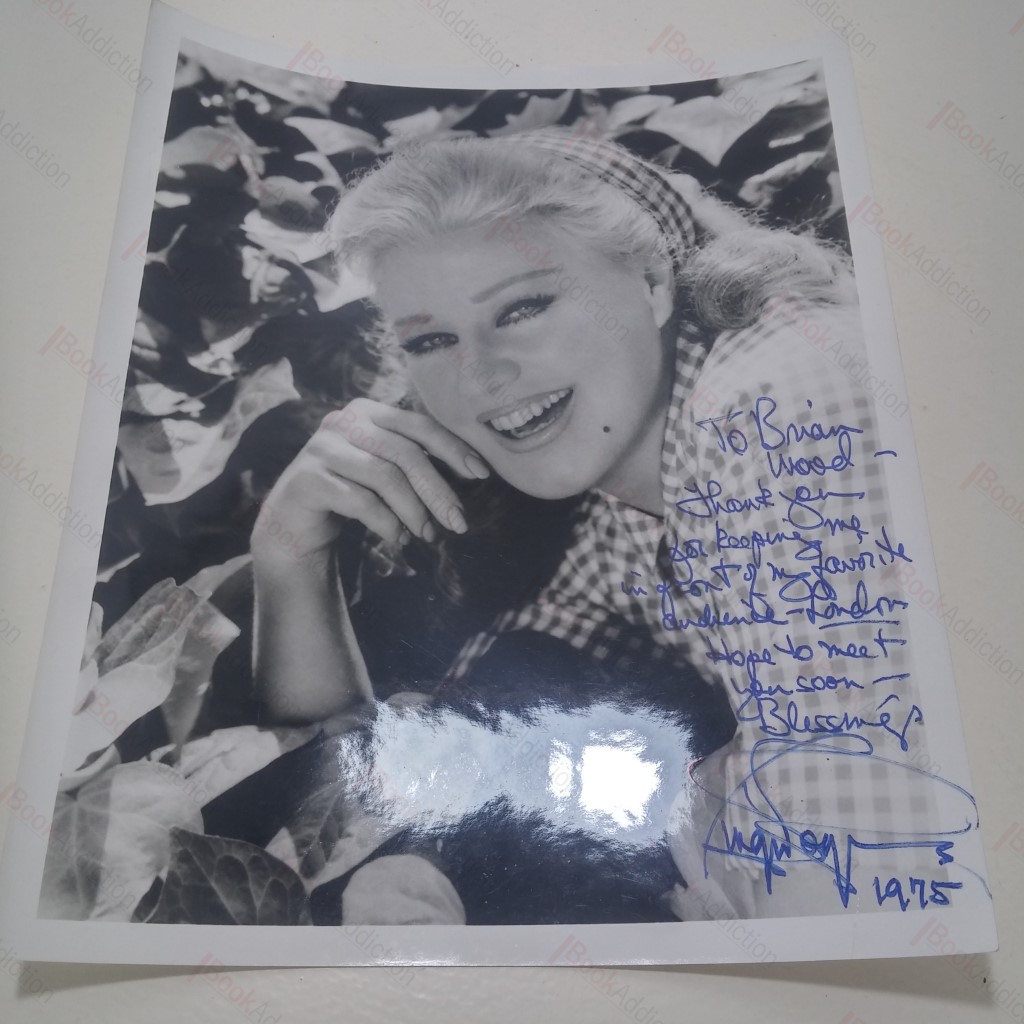 To Brian
Wood –
Thank you
for keeping me
in front of my favorite
audience – London
Hope to meet
you soon –
Blessings
1975
BookAddiction